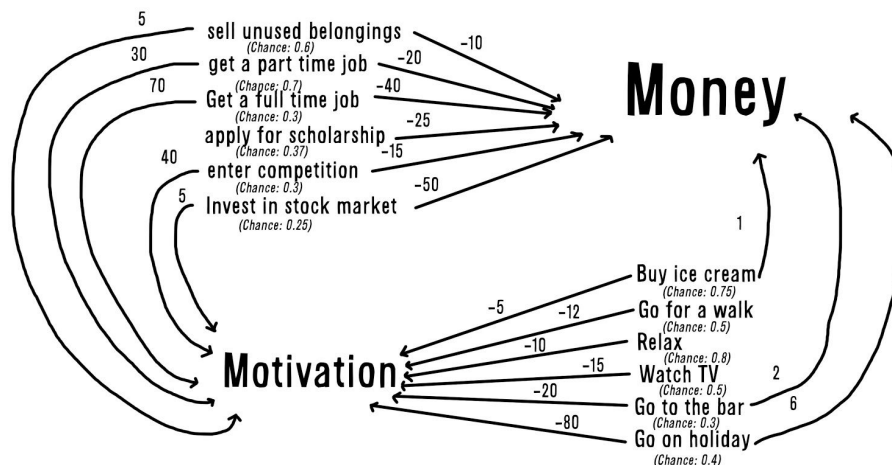 5
sell unused belongings
(Chance: 0.6)
-10
30
get a part time job
(Chance: 0.7)
-20
70
Get a full time job
(Chance: 0.3)
-40
apply for scholarship
(Chance: 0.37)
-25
40
enter competition
(Chance: 0.3)
-15
5
Invest in stock market
(Chance: 0.25)
-50
Money
1
Buy ice cream
(Chance: 0.75)
-5
Go for a walk
(Chance: 0.5)
-12
Relax
(Chance: 0.8)
-10
Watch TV
(Chance: 0.5)
-15
2
Go to the bar
(Chance: 0.3)
-20
6
Go on holiday
(Chance: 0.4)
-80
Motivation